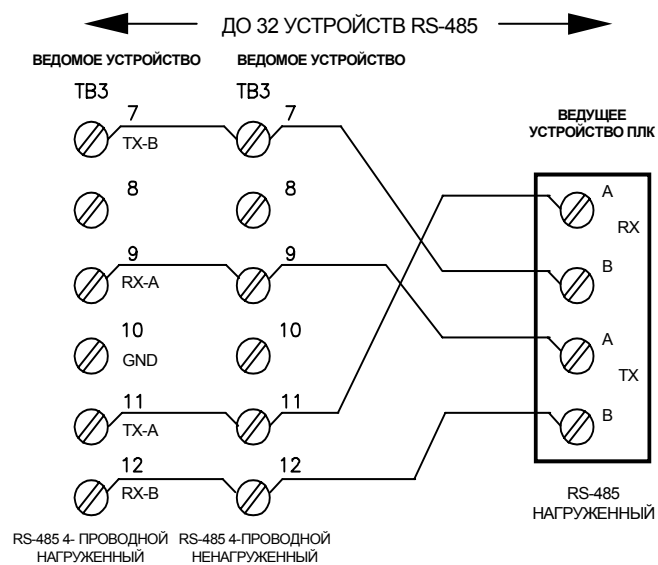 ДО 32 УСТРОЙСТВ RS-485
ВЕДОМОЕ УСТРОЙСТВО
ВЕДОМОЕ УСТРОЙСТВО
ТВ3
ТВ3
ВЕДУЩЕЕ
УСТРОЙСТВО ПЛК
7
TX-B
7
8
8
9
RX-A
9
10
GND
10
11
TX-A
11
12
RX-B
12
A
RX
B
A
TX
B
RS-485 4- ПРОВОДНОЙ
НАГРУЖЕННЫЙ
RS-485 4-ПРОВОДНОЙ
НЕНАГРУЖЕННЫЙ
RS-485
НАГРУЖЕННЫЙ